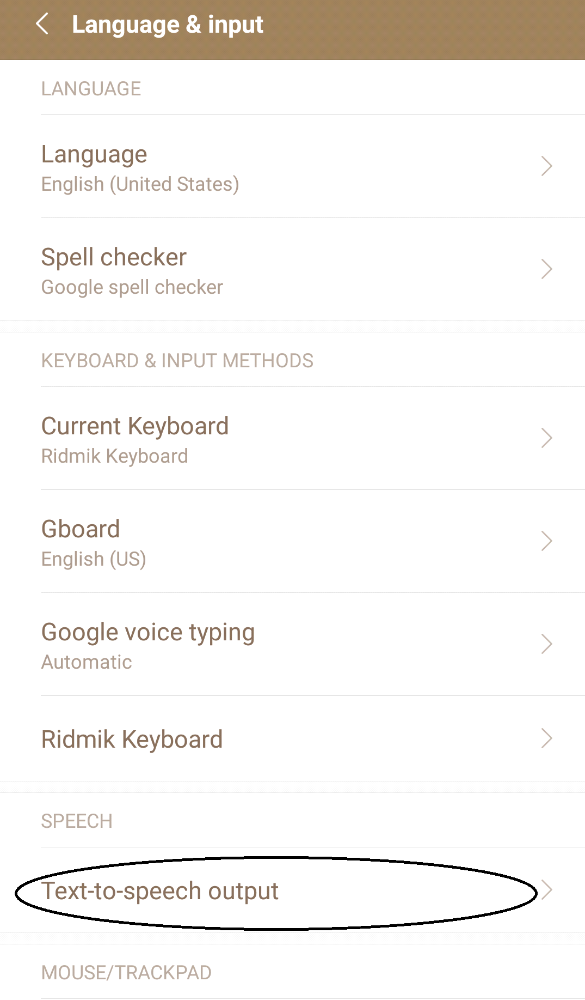 Language & input
LANGUAGE
Language
English (United States)
Spell checker
Google spell checker
KEYBOARD & INPUT METHODS
Current Keyboard
Ridmik Keyboard
Gboard
English (US)
Google voice typing
Automatic
Ridmik Keyboard
SPEECH
Text-to-speech output
MOUSE/TRACKPAD